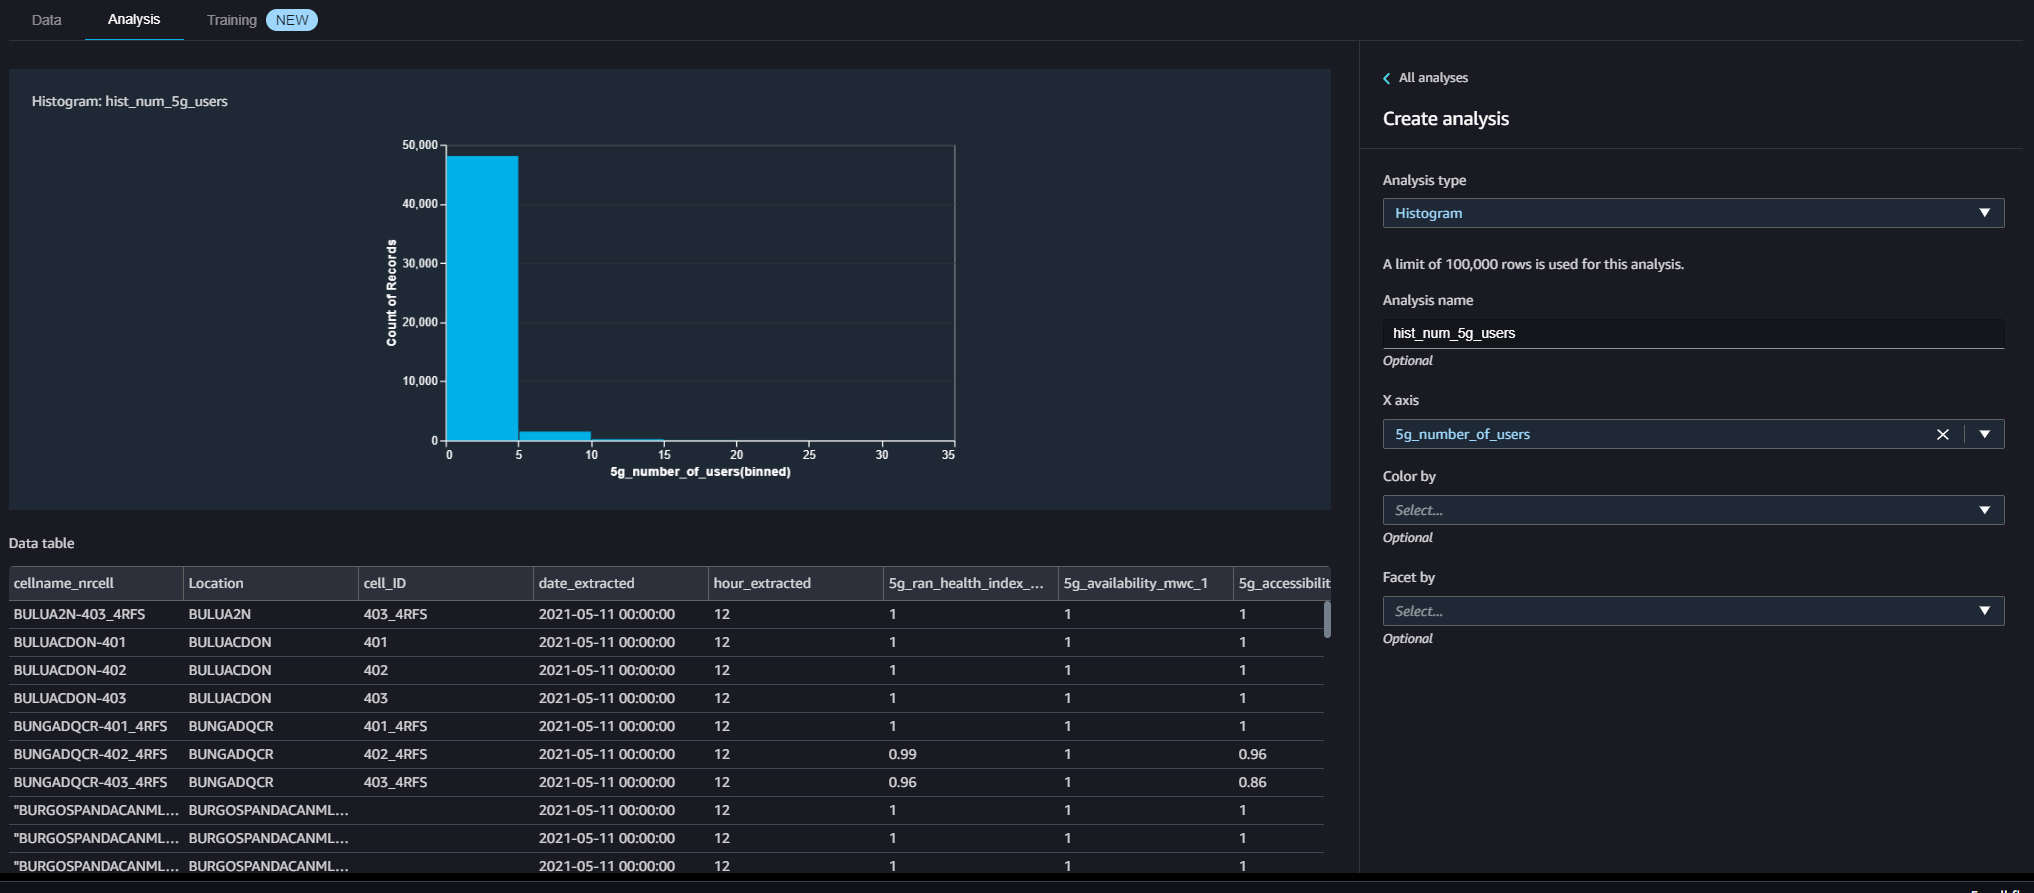 Data Analysis Training NEW
Histogram: hist_num_5g_users
50,000
40,000
30,000
20,000
10,000
0
Count of Records
0 5 10 15 20 25 30 35
5g_number_of_users(binned)
Data table
cellname_nrcell Location cell_ID date_extracted hour_extracted 5g_ran_health_index_... 5g_availability_mwc_1 5g_accessibilit
BULUA2N-403_4RFS BULUA2N 403_4RFS 2021-05-11 00:00:00 12 1 1 1
BULUACDON-401 BULUACDON 401 2021-05-11 00:00:00 12 1 1 1
BULUACDON-402 BULUACDON 402 2021-05-11 00:00:00 12 1 1 1
BULUACDON-403 BULUACDON 403 2021-05-11 00:00:00 12 1 1 1
BUNGADQCR-401_4RFS BUNGADQCR 401_4RFS 2021-05-11 00:00:00 12 1 1 1
BUNGADQCR-402_4RFS BUNGADQCR 402_4RFS 2021-05-11 00:00:00 12 0.99 1 0.96
BUNGADQCR-403_4RFS BUNGADQCR 403_4RFS 2021-05-11 00:00:00 12 0.96 1 0.86
"BURGOSPANDACANML... BURGOSPANDACANML... 2021-05-11 00:00:00 12 1 1 1
"BURGOSPANDACANML... BURGOSPANDACANML... 2021-05-11 00:00:00 12 1 1 1
"BURGOSPANDACANML... BURGOSPANDACANML... 2021-05-11 00:00:00 12 1 1 1
All analyses
Create analysis
Analysis type
Histogram
A limit of 100,000 rows is used for this analysis.
Analysis name
hist_num_5g_users
Optional
X axis
5g_number_of_users
Color by
Select...
Optional
Facet by
Select...
Optional